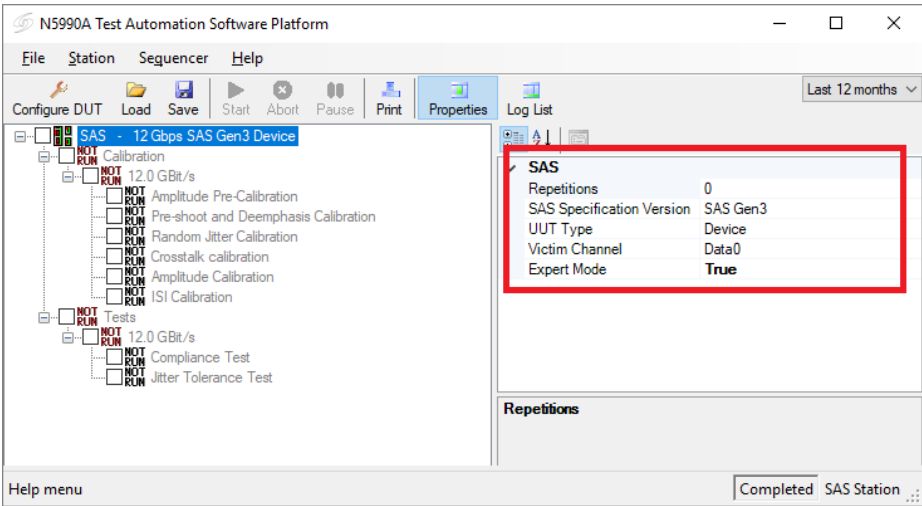 N5990A Test Automation Software Platform
File Station Sequencer Help
Configure DUT Load Save Start Abort Pause Print Properties Log List Last 12 months
SAS - 12 Gbps SAS Gen3 Device
NOT RUN Calibration
NOT RUN 12.0 GBit/s
NOT RUN Amplitude Pre-Calibration
NOT RUN Pre-shoot and Deemphasis Calibration
NOT RUN Random Jitter Calibration
NOT RUN Crosstalk calibration
NOT RUN Amplitude Calibration
NOT RUN ISI Calibration
NOT RUN Tests
NOT RUN 12.0 GBit/s
NOT RUN Compliance Test
NOT RUN Jitter Tolerance Test
SAS
Repetitions 0
SAS Specification Version SAS Gen3
UUT Type Device
Victim Channel Data0
Expert Mode True
Repetitions
Help menu Completed SAS Station